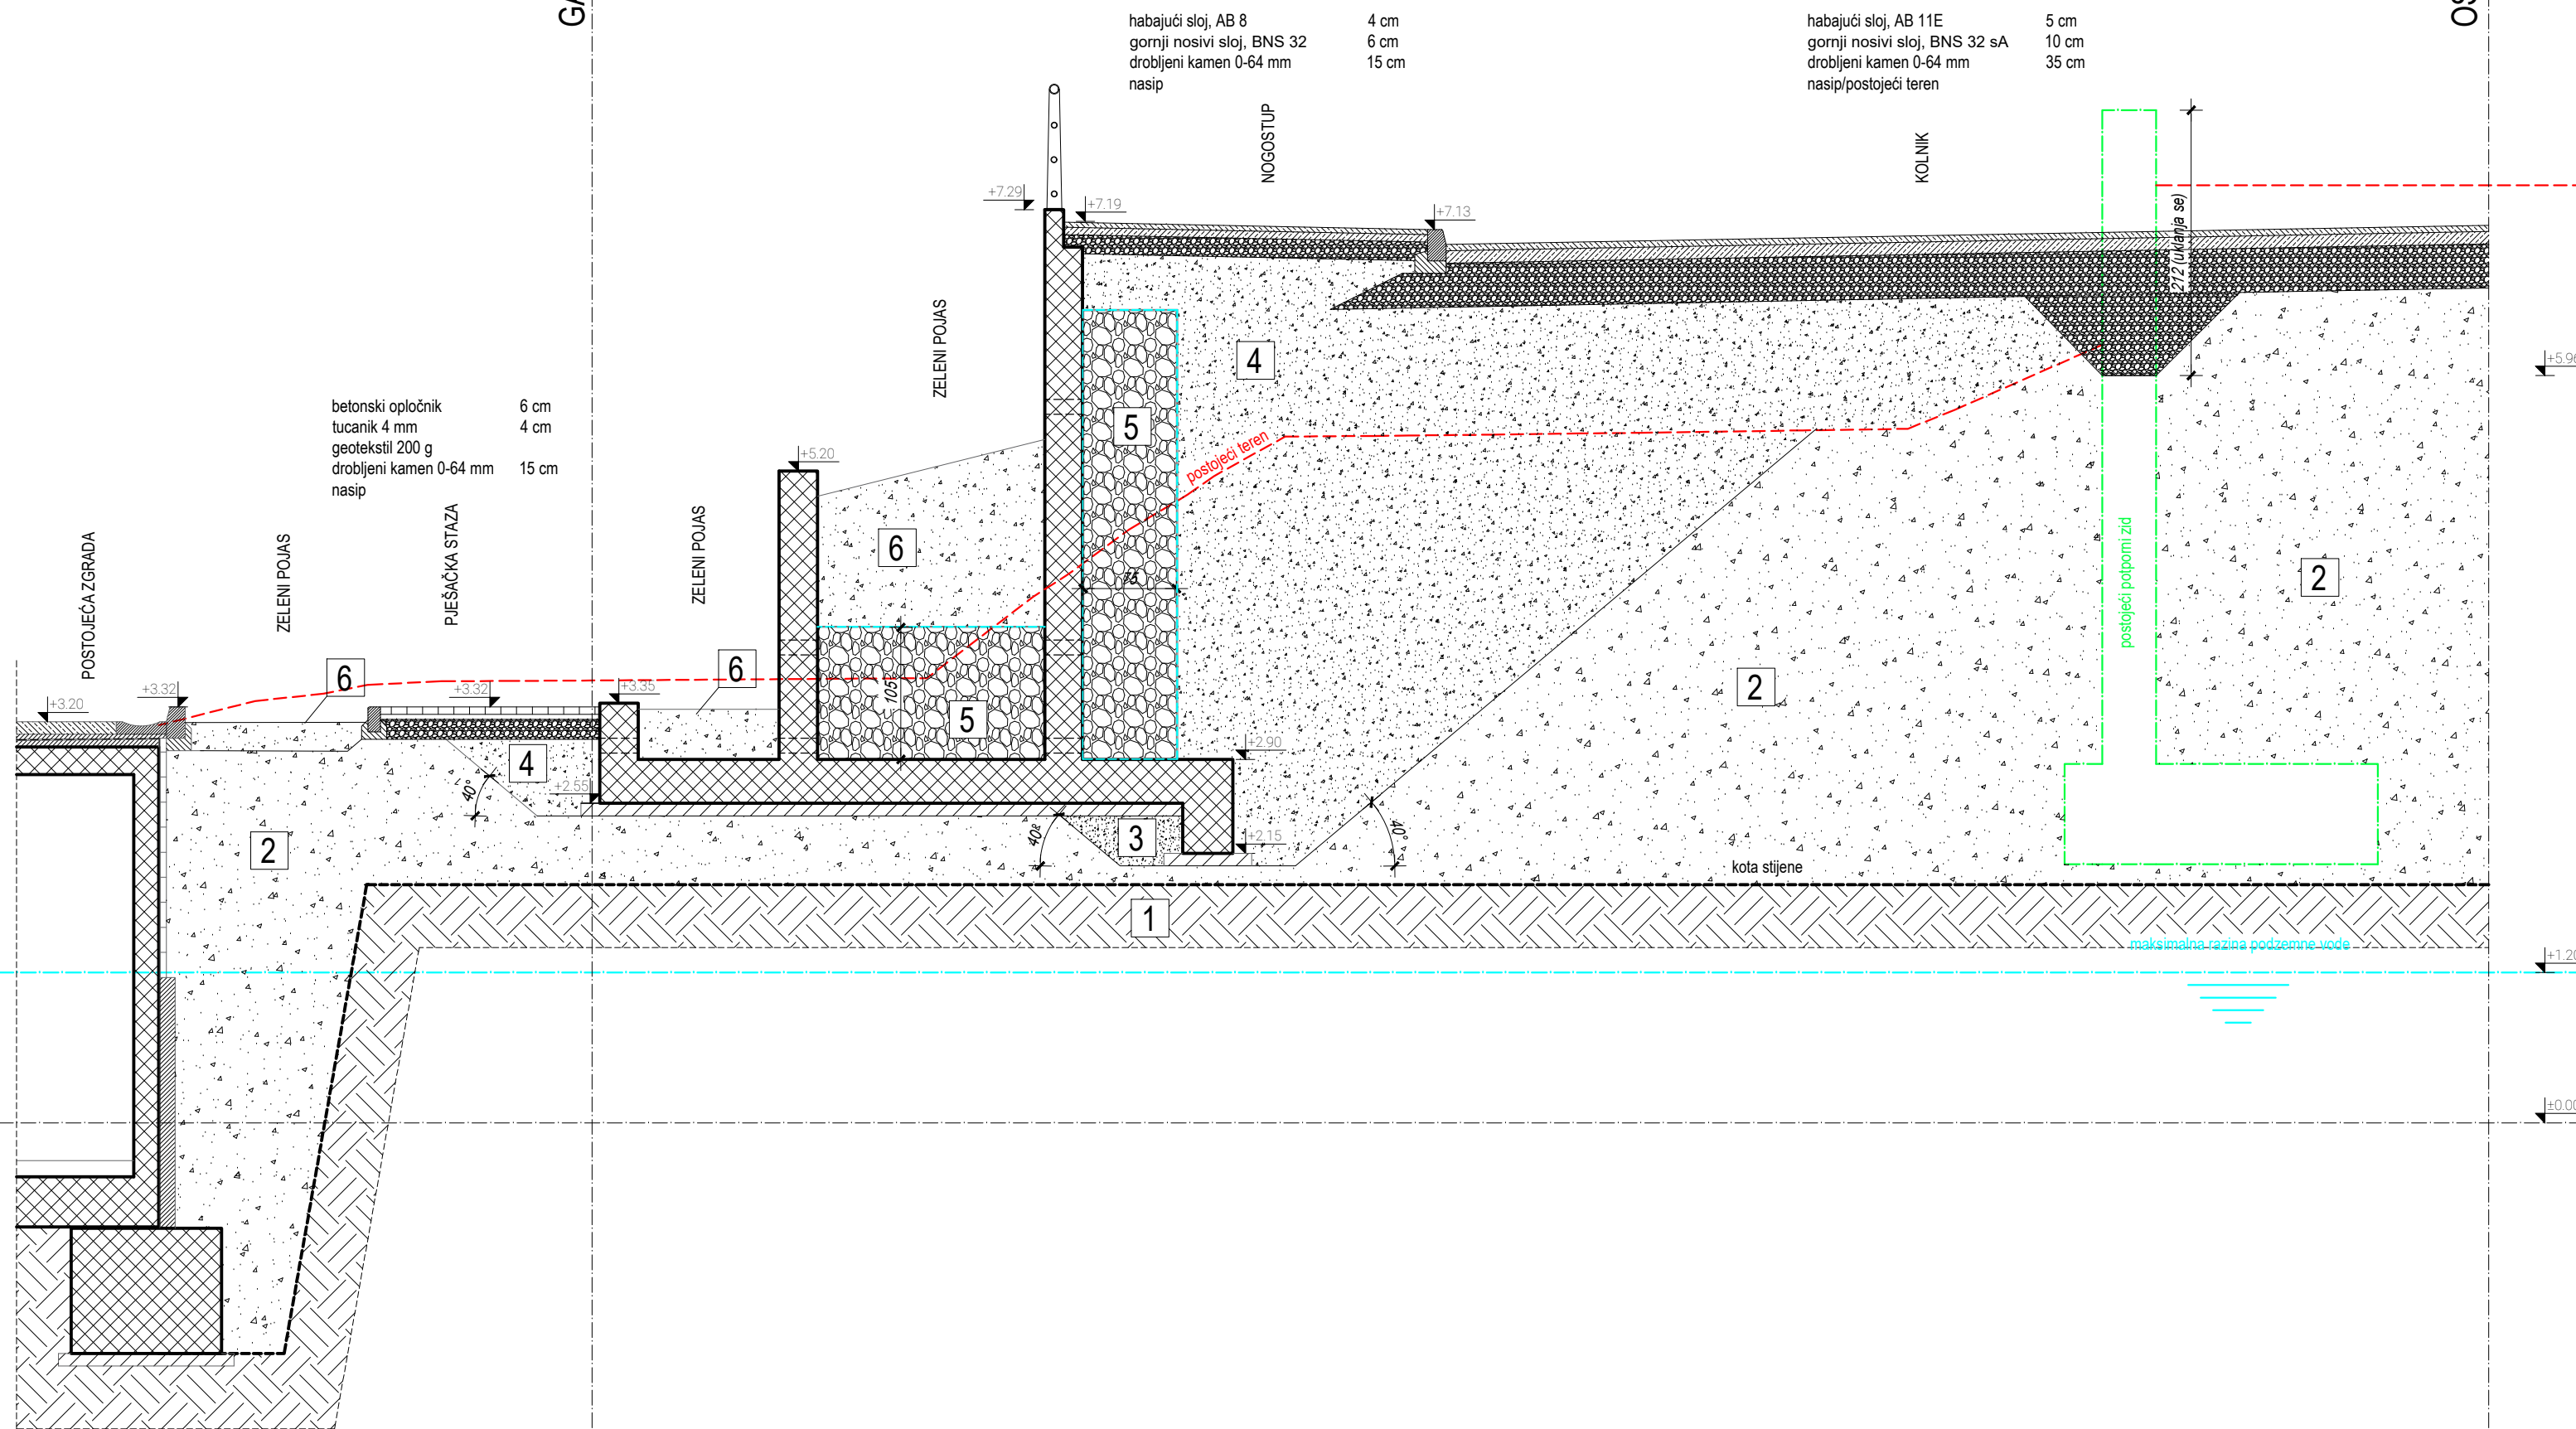 GA
OS
habajući sloj, AB 8 4 cm
gornji nosivi sloj, BNS 32 6 cm
drobljeni kamen 0-64 mm 15 cm
nasip
habajući sloj, AB 11E 5 cm
gornji nosivi sloj, BNS 32 sA 10 cm
drobljeni kamen 0-64 mm 35 cm
nasip/postojeći teren
NOGOSTUP
KOLNIK
+7.29
+7.19
+7.13
212 (uklanja se)
ZELENI POJAS
4
+5.96
5
betonski opločnik 6 cm
tucanik 4 mm 4 cm
geotekstil 200 g
drobljeni kamen 0-64 mm 15 cm
nasip
+5.20
postojeći teren
POSTOJEĆA ZGRADA
ZELENI POJAS
PJEŠAČKA STAZA
ZELENI POJAS
6
75
postojeći potporni zid
2
6
6
+3.20
+3.32
+3.32
+3.35
105
5
2
4
+2.90
40°
+2.55
2
40°
3
+2.15
40°
kota stijene
1
maksimalna razina podzemne vode
+1.20
±0.00